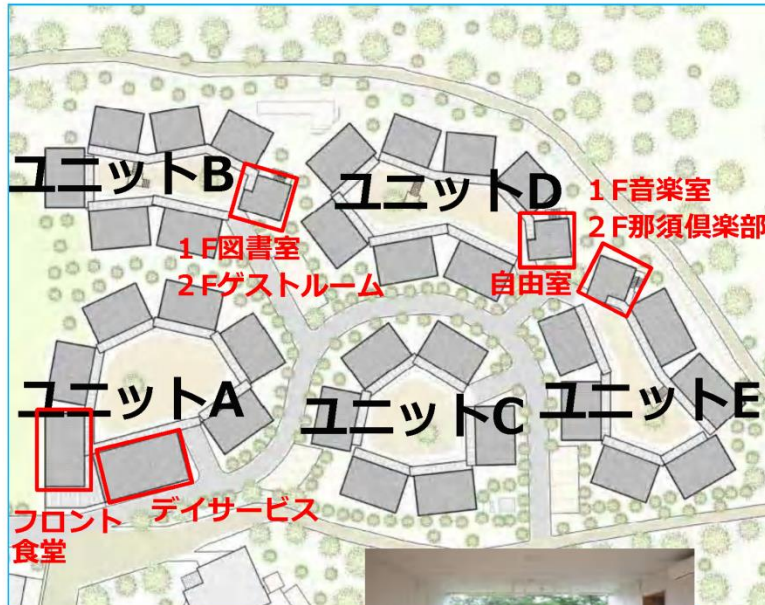 ユニットB
ユニットD
1F音楽室
2F那須倶楽部
1F図書室
2Fゲストルーム
自由室
ユニットA
ユニットC
ユニットE
フロント
食堂
デイサービス